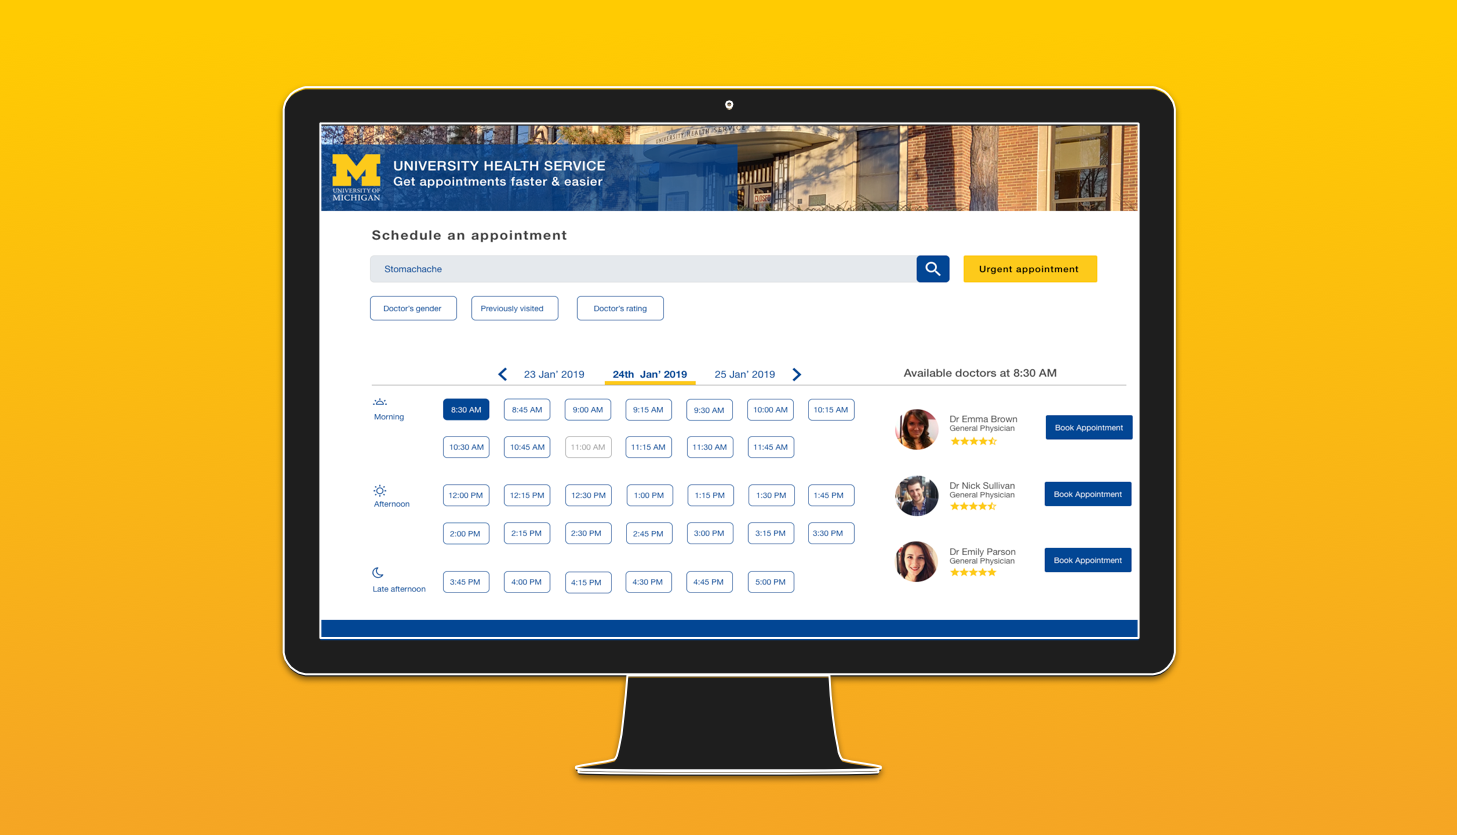 UNIVERSITY HEALTH SERVICE
M
UNIVERSITY OF
MICHIGAN
UNIVERSITY HEALTH SERVICE
Get appointments faster & easier
Schedule an appointment
Stomachache
Urgent appointment
Doctor's gender
Previously visited
Doctor's rating
23 Jan' 2019
24th Jan' 2019
25 Jan' 2019
Available doctors at 8:30 AM
Morning
8:30 AM
8:45 AM
9:00 AM
9:15 AM
9:30 AM
10:00 AM
10:15 AM
10:30 AM
10:45 AM
11:00 AM
11:15 AM
11:30 AM
11:45 AM
Afternoon
12:00 PM
12:15 PM
12:30 PM
1:00 PM
1:15 PM
1:30 PM
1:45 PM
2:00 PM
2:15 PM
2:30 PM
2:45 PM
3:00 PM
3:15 PM
3:30 PM
Late afternoon
3:45 PM
4:00 PM
4:15 PM
4:30 PM
4:45 PM
5:00 PM
Dr Emma Brown
General Physician
Book Appointment
Dr Nick Sullivan
General Physician
Book Appointment
Dr Emily Parson
General Physician
Book Appointment